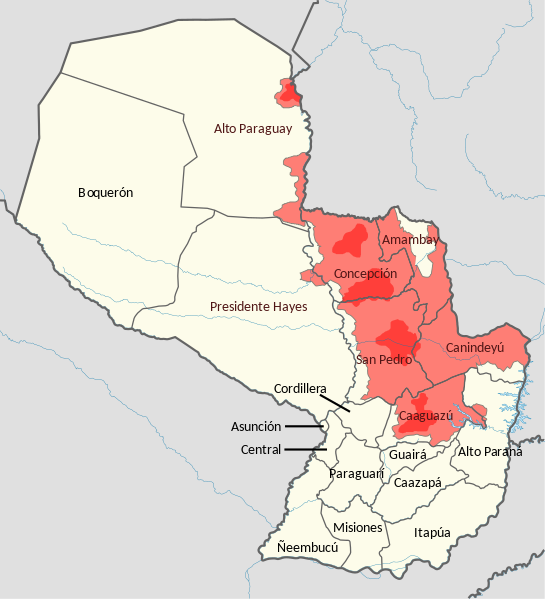 Alto Paraguay
Boquerón
Amambay
Concepción
Presidente Hayes
Canindeyú
San Pedro
Cordillera
Caaguazú
Asunción
Central
Guairá
Alto Paraná
Paraguarí
Caazapá
Misiones
Itapúa
Ñeembucú